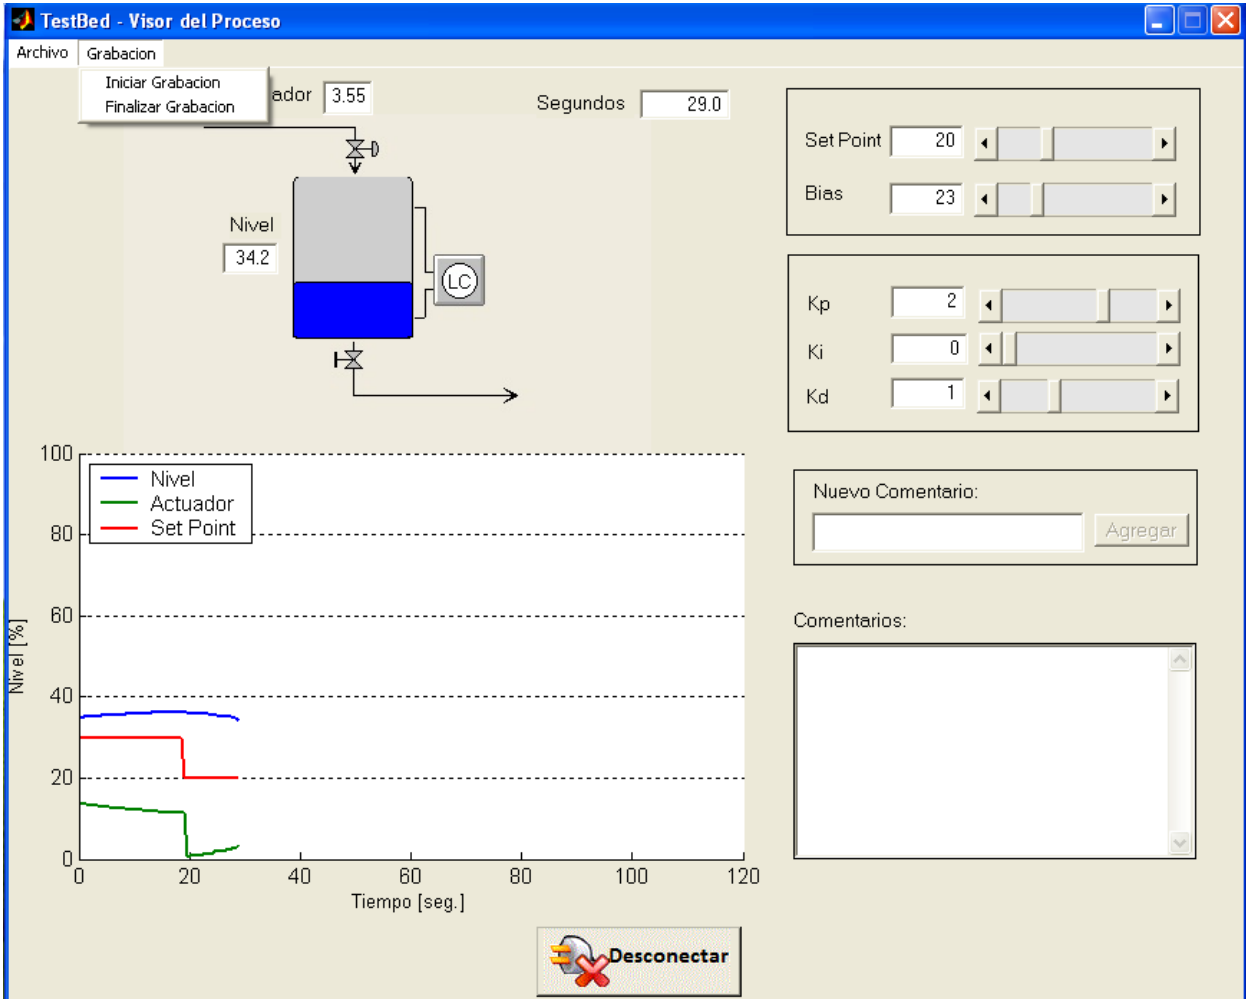 TestBed - Visor del Proceso
Archivo Grabacion
Iniciar Grabacion
Finalizar Grabacion
ador 3.55
Segundos 29.0
Set Point 20
Bias 23
Nivel
34.2
LC
Kp 2
Ki 0
Kd 1
Nivel
Actuador
Set Point
100
80
60
40
20
0
Nivel [%]
0 20 40 60 80 100 120
Tiempo [seg.]
Nuevo Comentario:
Agregar
Comentarios:
Desconectar